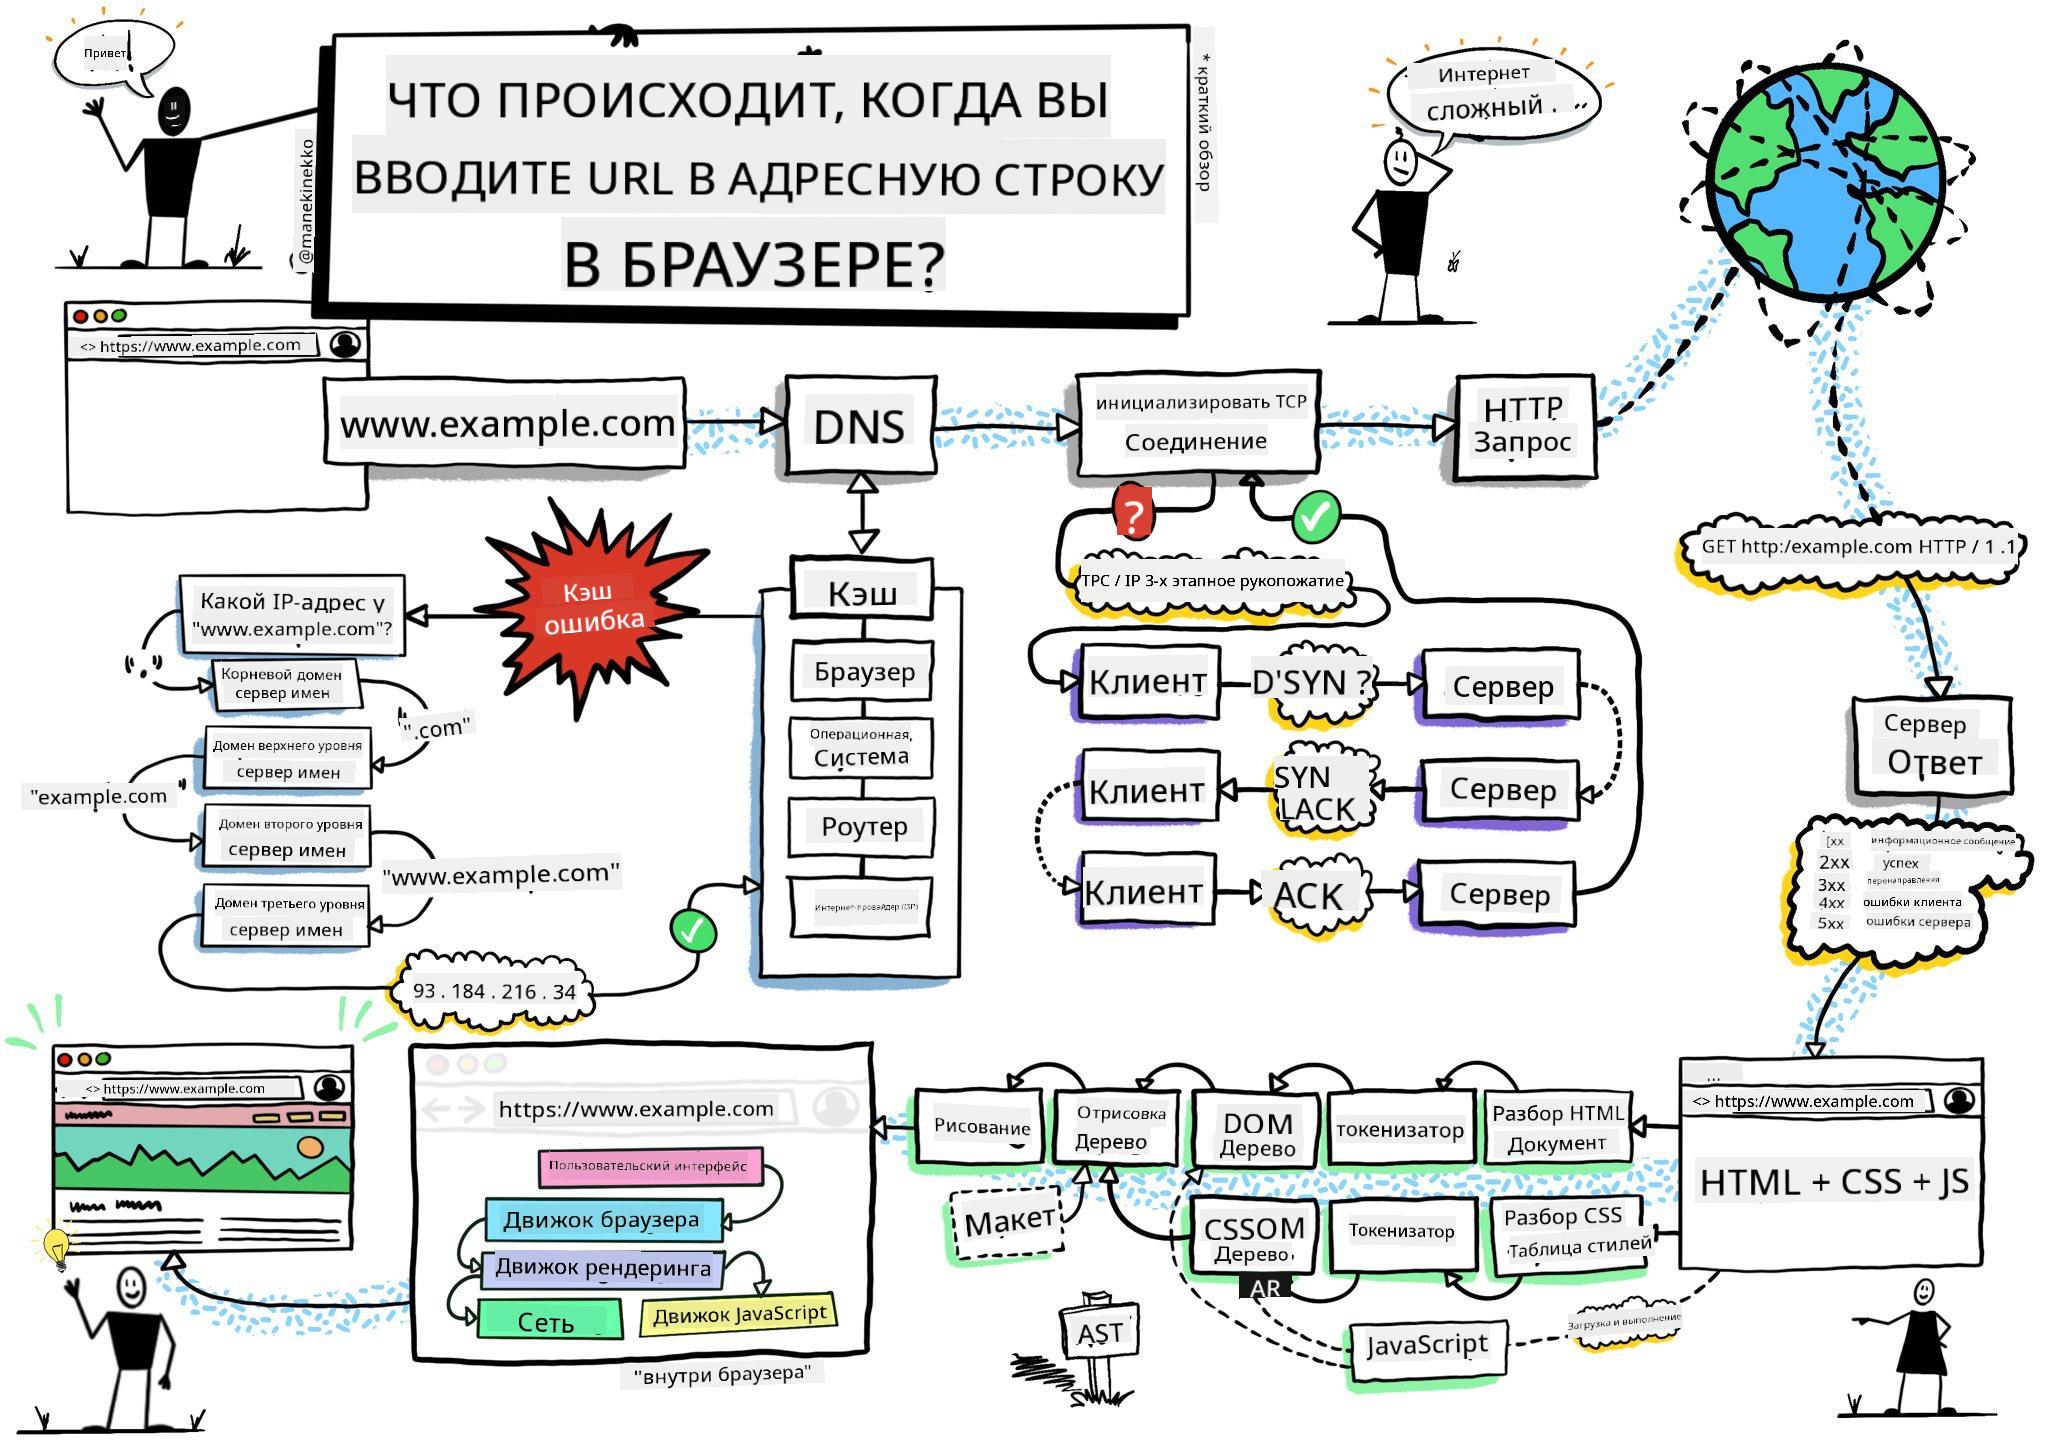 Привет!
ЧТО ПРОИСХОДИТ, КОГДА ВЫ
ВВОДИТЕ URL В АДРЕСНУЮ СТРОКУ
В БРАУЗЕРЕ?
@manekinekko
* краткий обзор
Интернет
сложный . ..
<> https://www.example.com
www.example.com
DNS
инициализировать TCP
Соединение
HTTP
Запрос
GET http:/example.com HTTP / 1 .1
Сервер
Ответ
[xx информационное сообщение
2xx успех
3xx перенаправления
4xx ошибки клиента
5xx ошибки сервера
?
TPC / IP 3-х этапное рукопожатие
Клиент
D'SYN ?
Сервер
Клиент
SYN
LACK
Сервер
Клиент
ACK
Сервер
Кэш
Браузер
Операционная,
Система
Роутер
Интернет-провайдер (ISP)
Кэш
ошибка
Какой IP-адрес у
"www.example.com"?
Корневой домен
сервер имен
".com"
Домен верхнего уровня
сервер имен
"example.com"
Домен второго уровня
сервер имен
"www.example.com"
Домен третьего уровня
сервер имен
93 . 184 . 216 . 34
<> https://www.example.com
HTML + CSS + JS
Разбор HTML
Документ
токенизатор
DOM
Дерево
Отрисовка
Дерево
Рисование
Макет
Разбор CSS
Таблица стилей
Токенизатор
CSSOM
Дерево
AR
JavaScript
Загрузка и выполнение
AST
https://www.example.com
Пользовательский интерфейс
Движок браузера
Движок рендеринга
Сеть
Движок JavaScript
"внутри браузера"
<> https://www.example.com